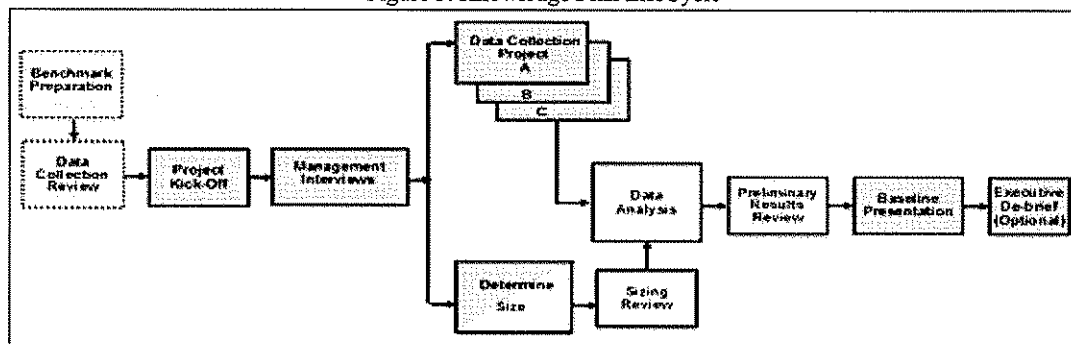 Benchmark
Preparation
Data
Collection
Review
Project
Kick-Off
Management
Interviews
Data Collection
Project
A
B
C
Determine
Size
Sizing
Review
Data
Analysis
Preliminary
Results
Review
Baseline
Presentation
Executive
De-brief
(Optional)